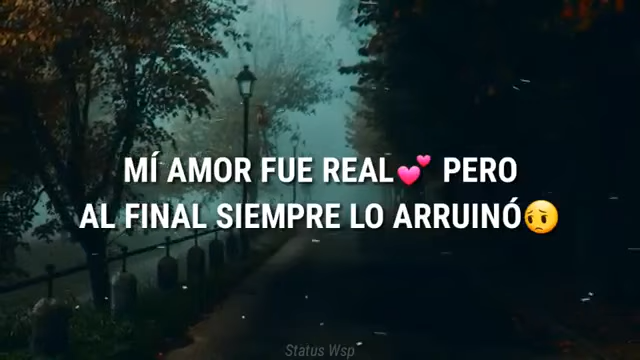 MÍ AMOR FUE REAL💕 PERO
AL FINAL SIEMPRE LO ARRUINÓ😔
Status Wsp